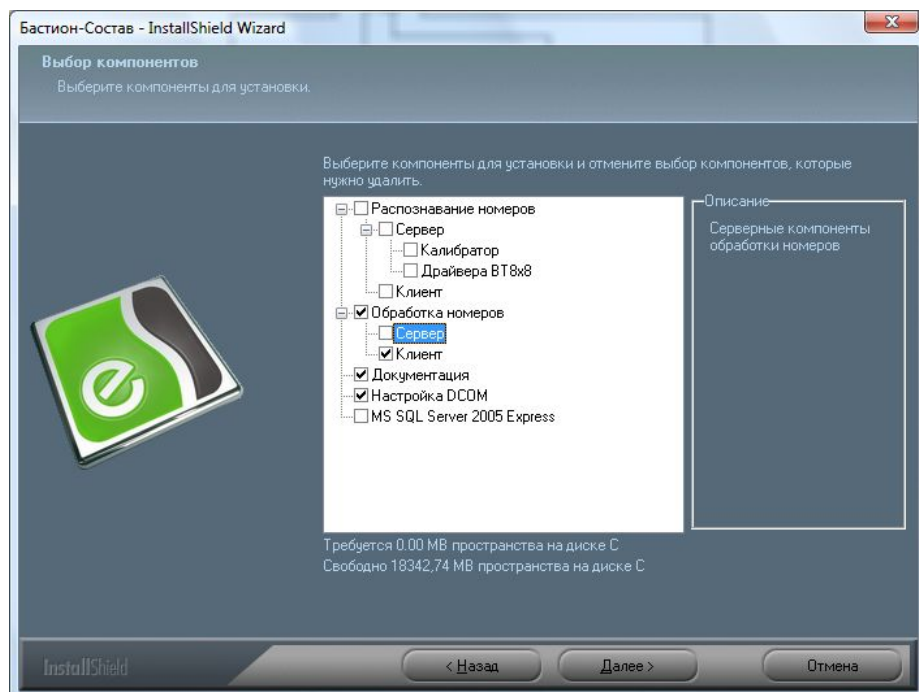 Бастион-Состав - InstallShield Wizard
Выбор компонентов
Выберите компоненты для установки.
Выберите компоненты для установки и отмените выбор компонентов, которые
нужно удалить.
Распознавание номеров
Сервер
Калибратор
Драйвера BT8x8
Клиент
Обработка номеров
Сервер
Клиент
Документация
Настройка DCOM
MS SQL Server 2005 Express
Описание
Серверные компоненты
обработки номеров
Требуется 0.00 MB пространства на диске C
Свободно 18342,74 MB пространства на диске C
InstallShield
< Назад
Далее >
Отмена